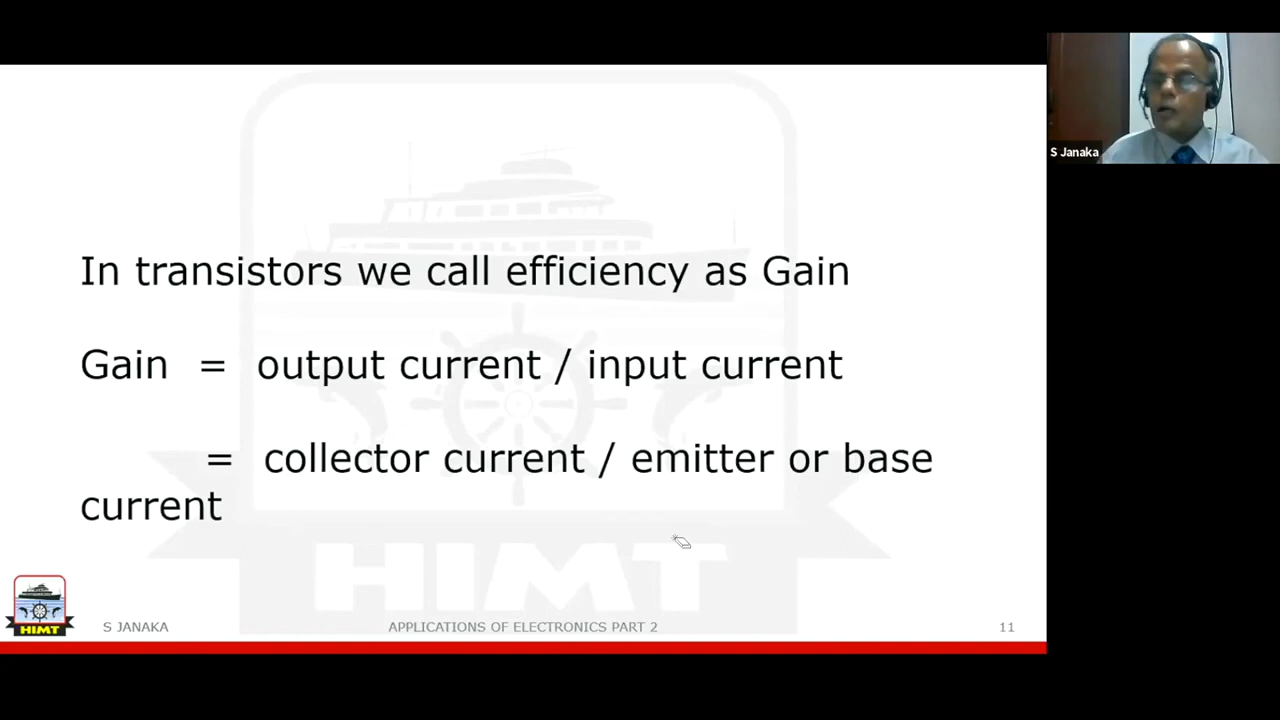 S Janaka
In transistors we call efficiency as Gain
Gain = output current / input current
= collector current / emitter or base
current
HIMT
HIMT
S JANAKA
APPLICATIONS OF ELECTRONICS PART 2
11